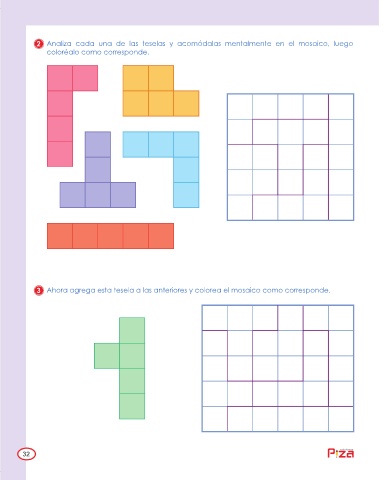 2 Analiza cada una de las teselas y acomódalas mentalmente en el mosaico, luego
coloréalo como corresponde.
3 Ahora agrega esta tesela a las anteriores y colorea el mosaico como corresponde.
32